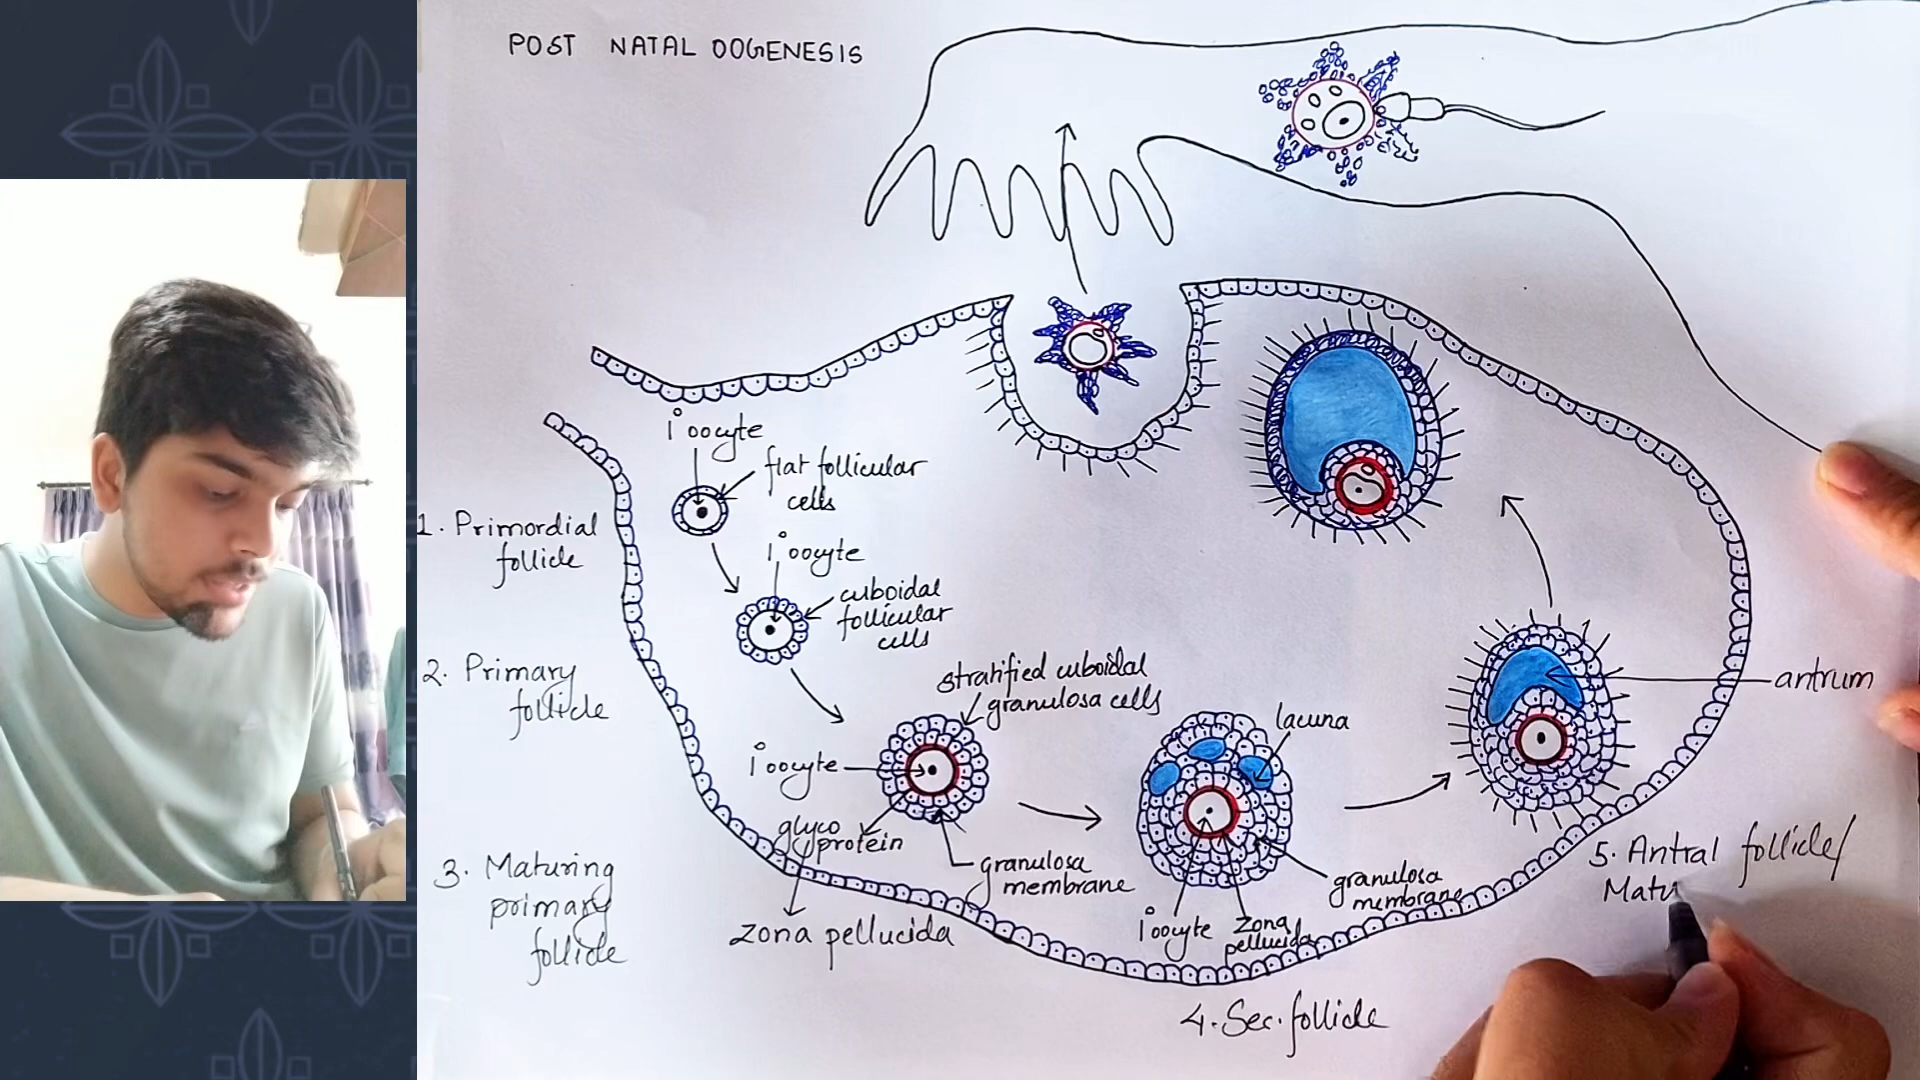 POST NATAL OOGENESIS
1° oocyte
flat follicular
cells
1. Primordial
follicle
1° oocyte
cuboidal
follicular
cells
2. Primary
follicle
stratified cuboidal
granulosa cells
1° oocyte
glyco
protein
zona pellucida
granulosa
membrane
3. Maturing
primary
follicle
lacuna
granulosa
membrane
1° oocyte
zona
pellucida
4. Sec. follicle
antrum
5. Antral follicle/
Matu